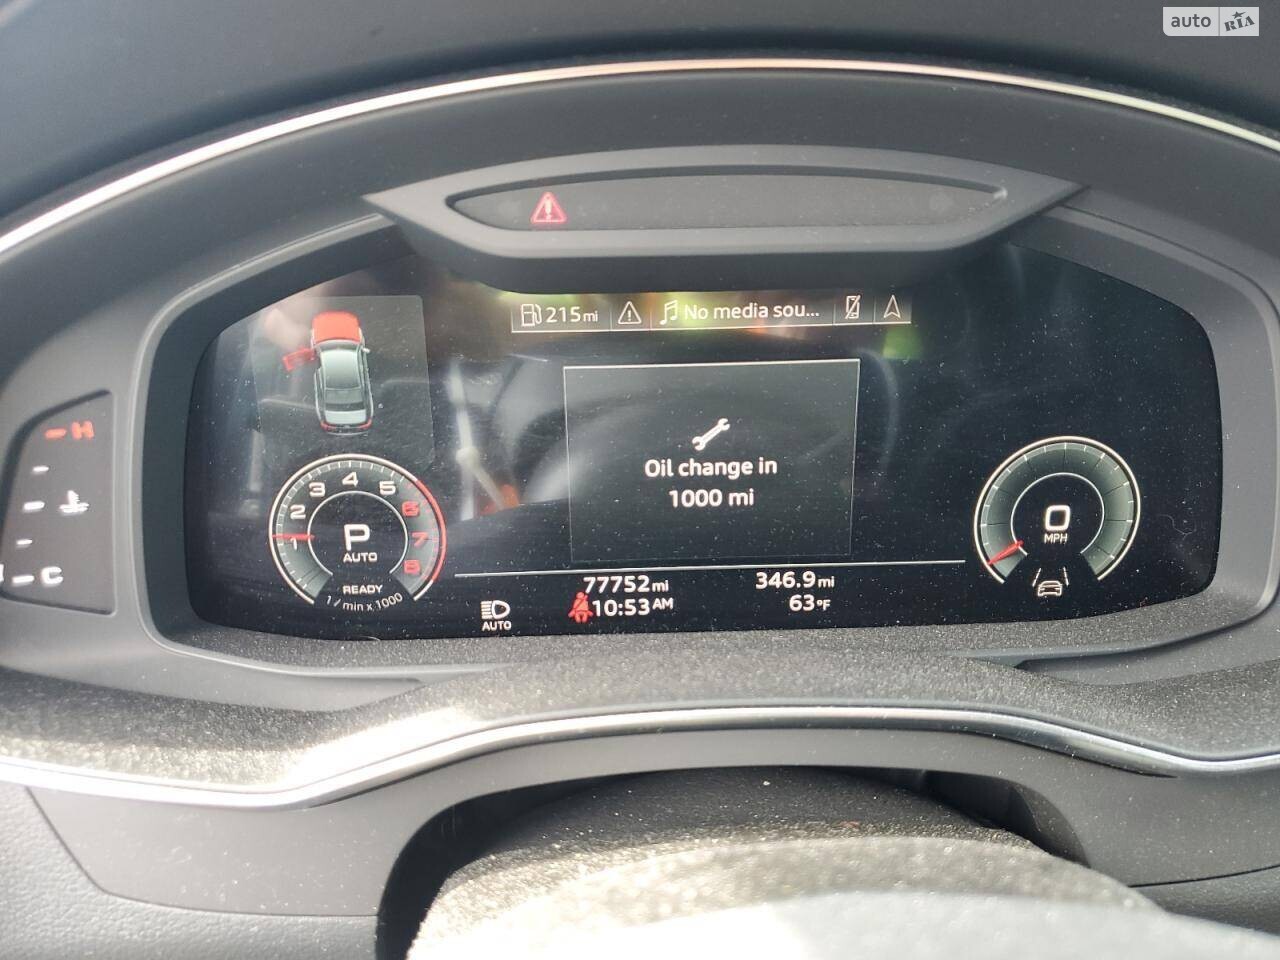 auto RIA
215 mi
No media sou...
H
C
Oil change in
1000 mi
1 2 3 4 5 6 7 8
P
AUTO
READY
1 / min x 1000
0
MPH
77752 mi
346.9 mi
AUTO
10:53 AM
63 °F